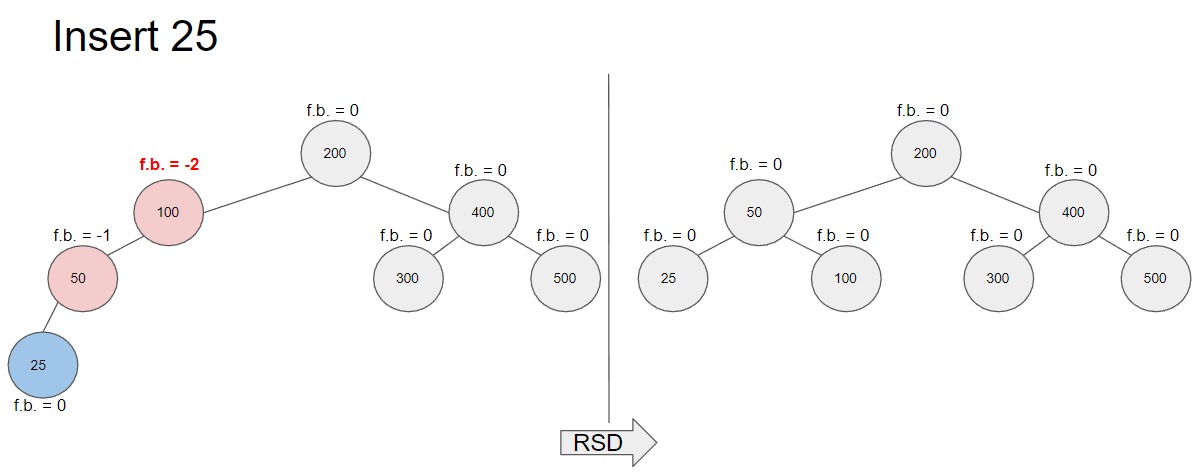 Insert 25
f.b. = 0
200
f.b. = -2
100
f.b. = 0
400
f.b. = -1
50
f.b. = 0
300
f.b. = 0
500
25
f.b. = 0
f.b. = 0
200
f.b. = 0
50
f.b. = 0
400
f.b. = 0
25
f.b. = 0
100
f.b. = 0
300
f.b. = 0
500
RSD